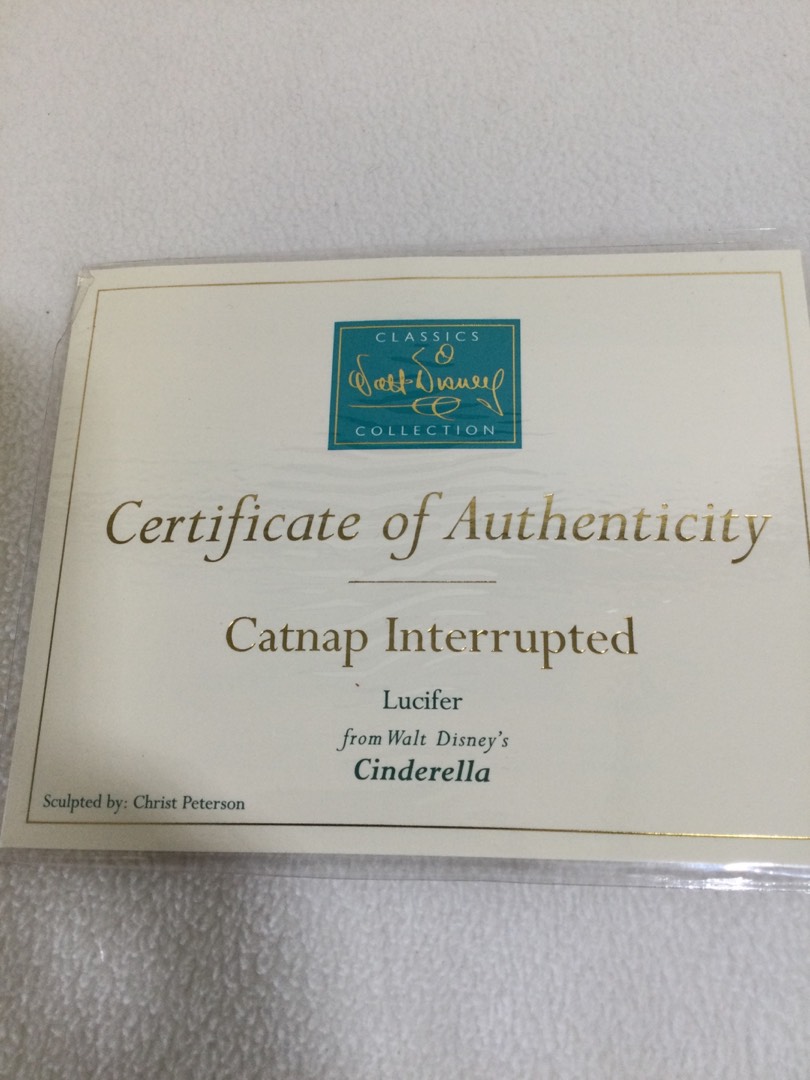 CLASSICS
Walt Disney
COLLECTION
Certificate of Authenticity
Catnap Interrupted
Lucifer
from Walt Disney's
Cinderella
Sculpted by: Christ Peterson